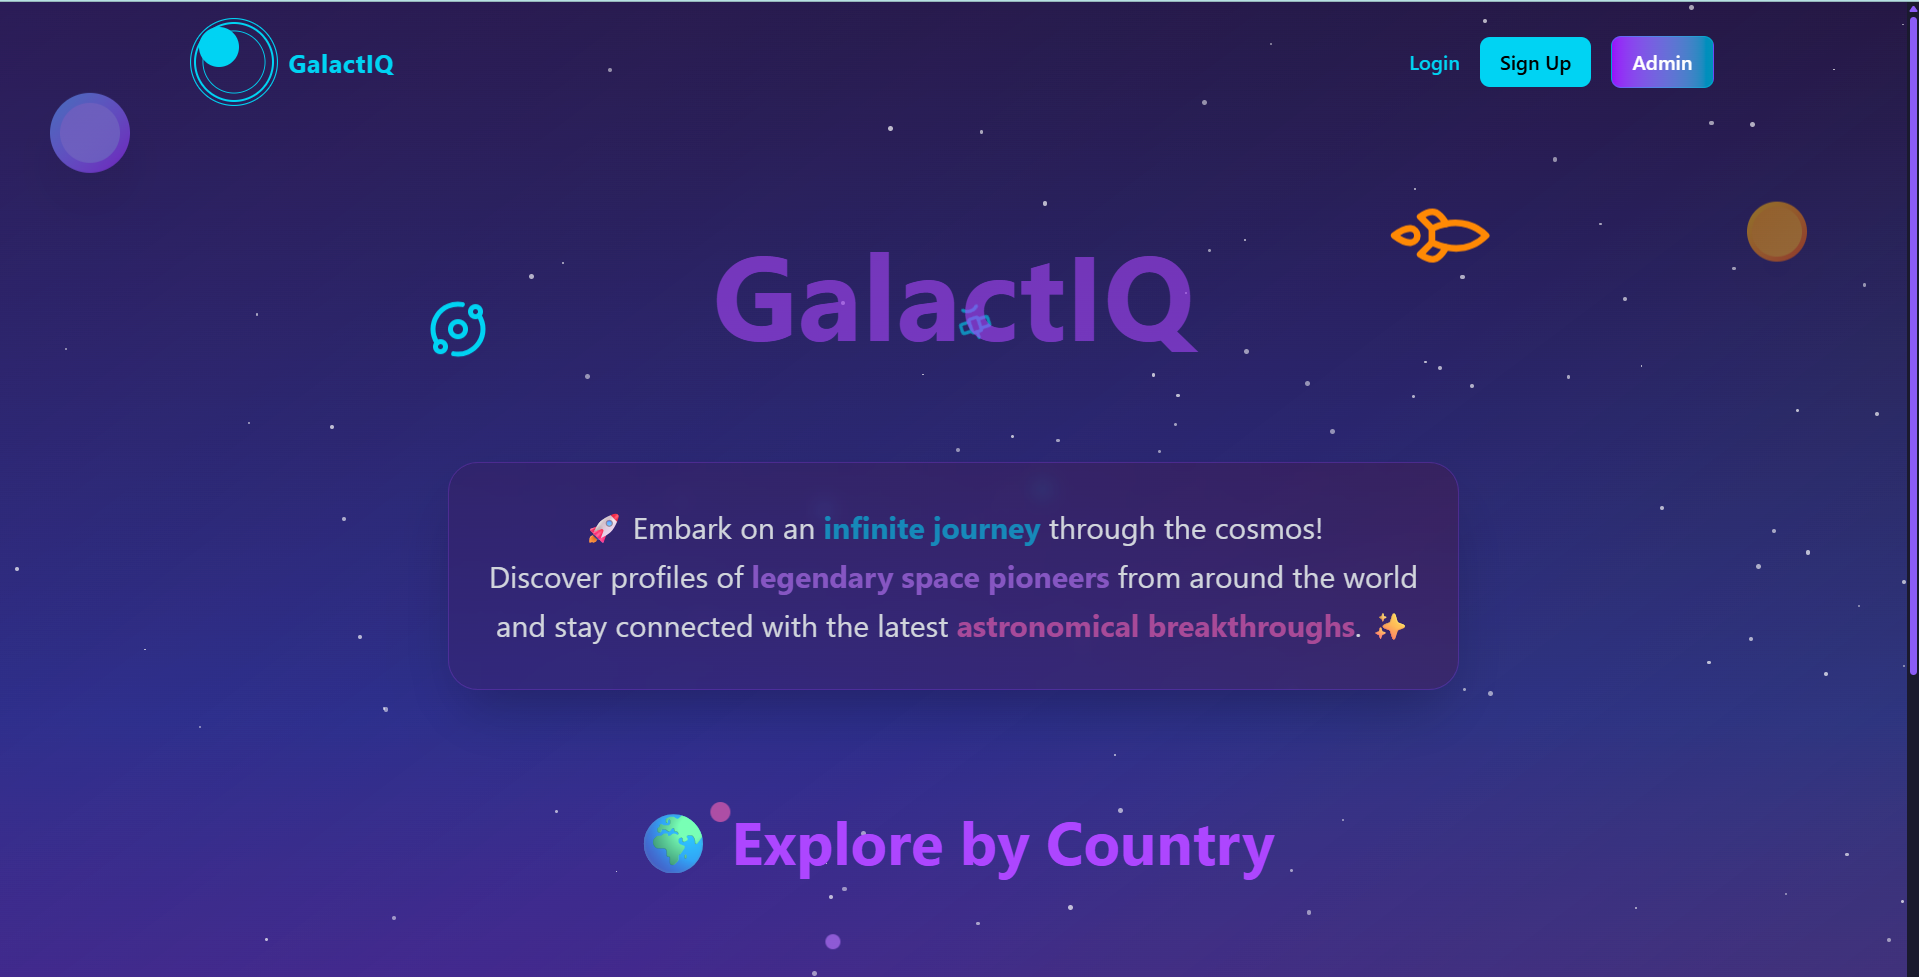 GalactIQ
Login
Sign Up
Admin
GalactIQ
🚀 Embark on an infinite journey through the cosmos!
Discover profiles of legendary space pioneers from around the world
and stay connected with the latest astronomical breakthroughs. ✨
🌍 Explore by Country